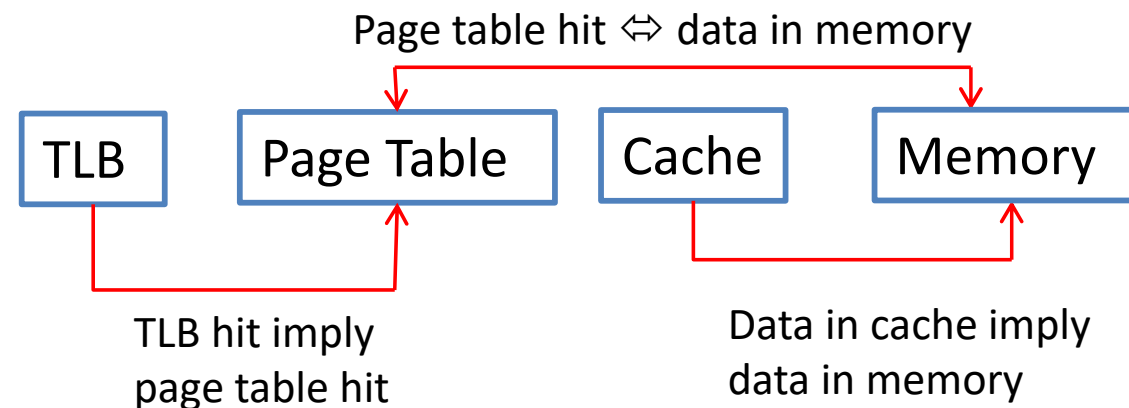 Page table hit ⇔ data in memory
TLB
Page Table
Cache
Memory
TLB hit imply
page table hit
Data in cache imply
data in memory